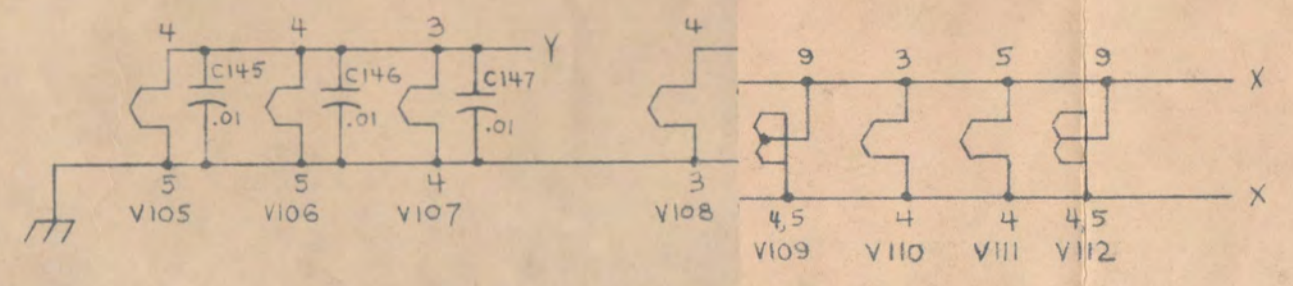 4 4 3 Y 4
C145 C146 C147
.01 .01 .01
5 5 4 3
V105 V106 V107 V108
9 3 5 9 X
4,5 4 4 4,5 X
V109 V110 V111 V112